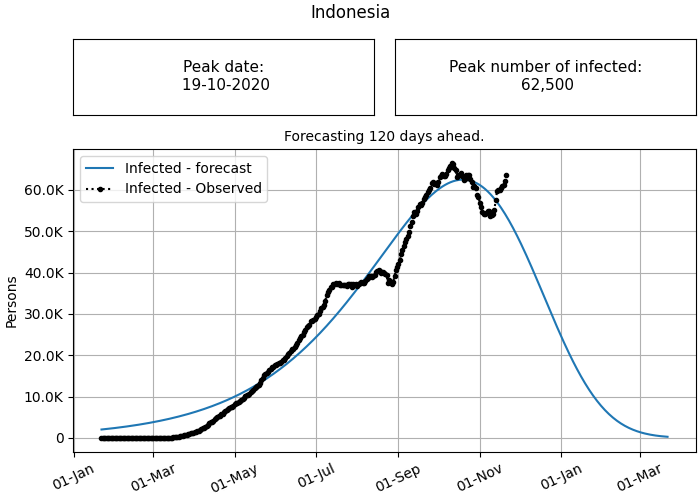 Indonesia
Peak date:
19-10-2020
Peak number of infected:
62,500
Forecasting 120 days ahead.
Infected - forecast
Infected - Observed
Persons
60.0K
50.0K
40.0K
30.0K
20.0K
10.0K
0
01-Jan
01-Mar
01-May
01-Jul
01-Sep
01-Nov
01-Jan
01-Mar